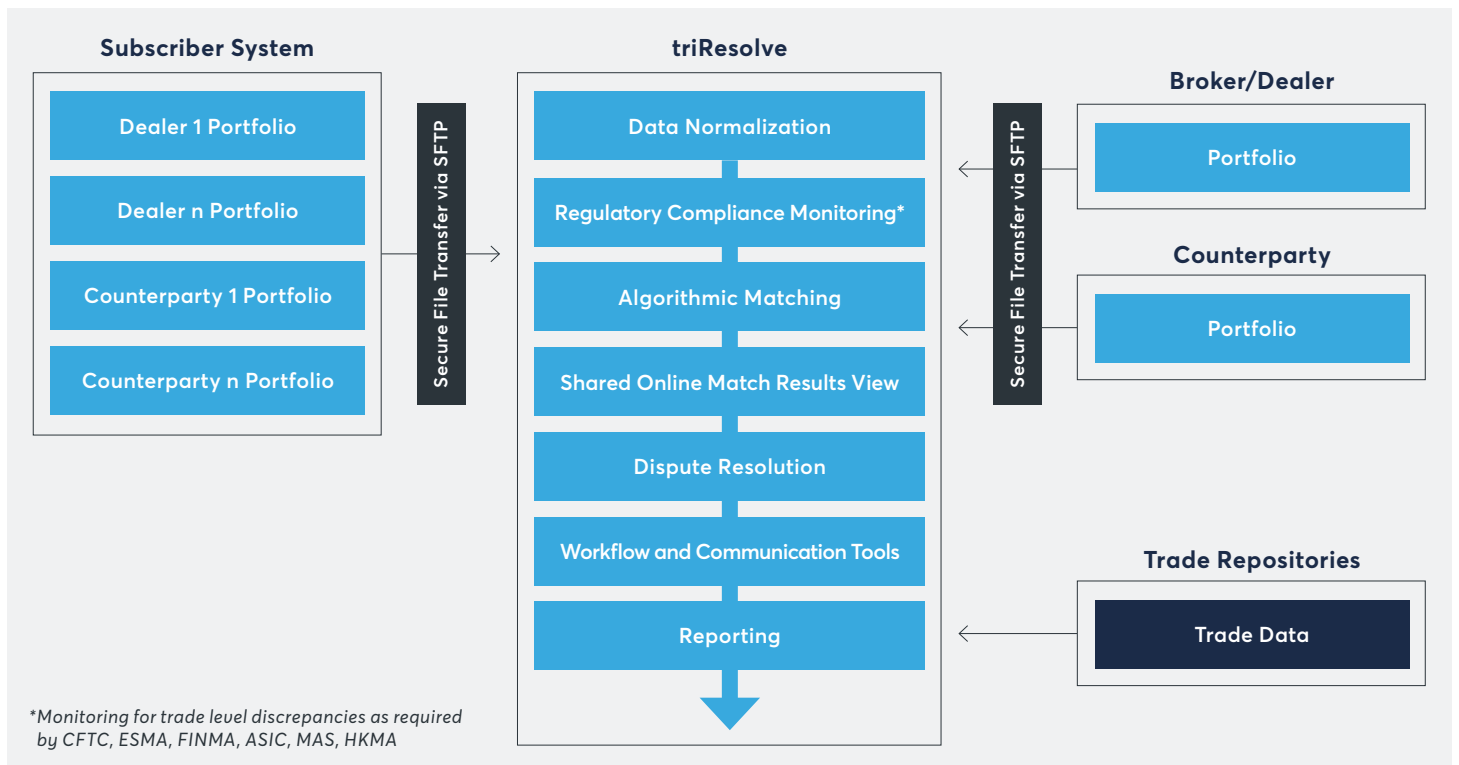 Subscriber System
Dealer 1 Portfolio
Dealer n Portfolio
Counterparty 1 Portfolio
Counterparty n Portfolio
Secure File Transfer via SFTP
triResolve
Data Normalization
Regulatory Compliance Monitoring*
Algorithmic Matching
Shared Online Match Results View
Dispute Resolution
Workflow and Communication Tools
Reporting
Secure File Transfer via SFTP
Broker/Dealer
Portfolio
Counterparty
Portfolio
Trade Repositories
Trade Data
*Monitoring for trade level discrepancies as required
by CFTC, ESMA, FINMA, ASIC, MAS, HKMA